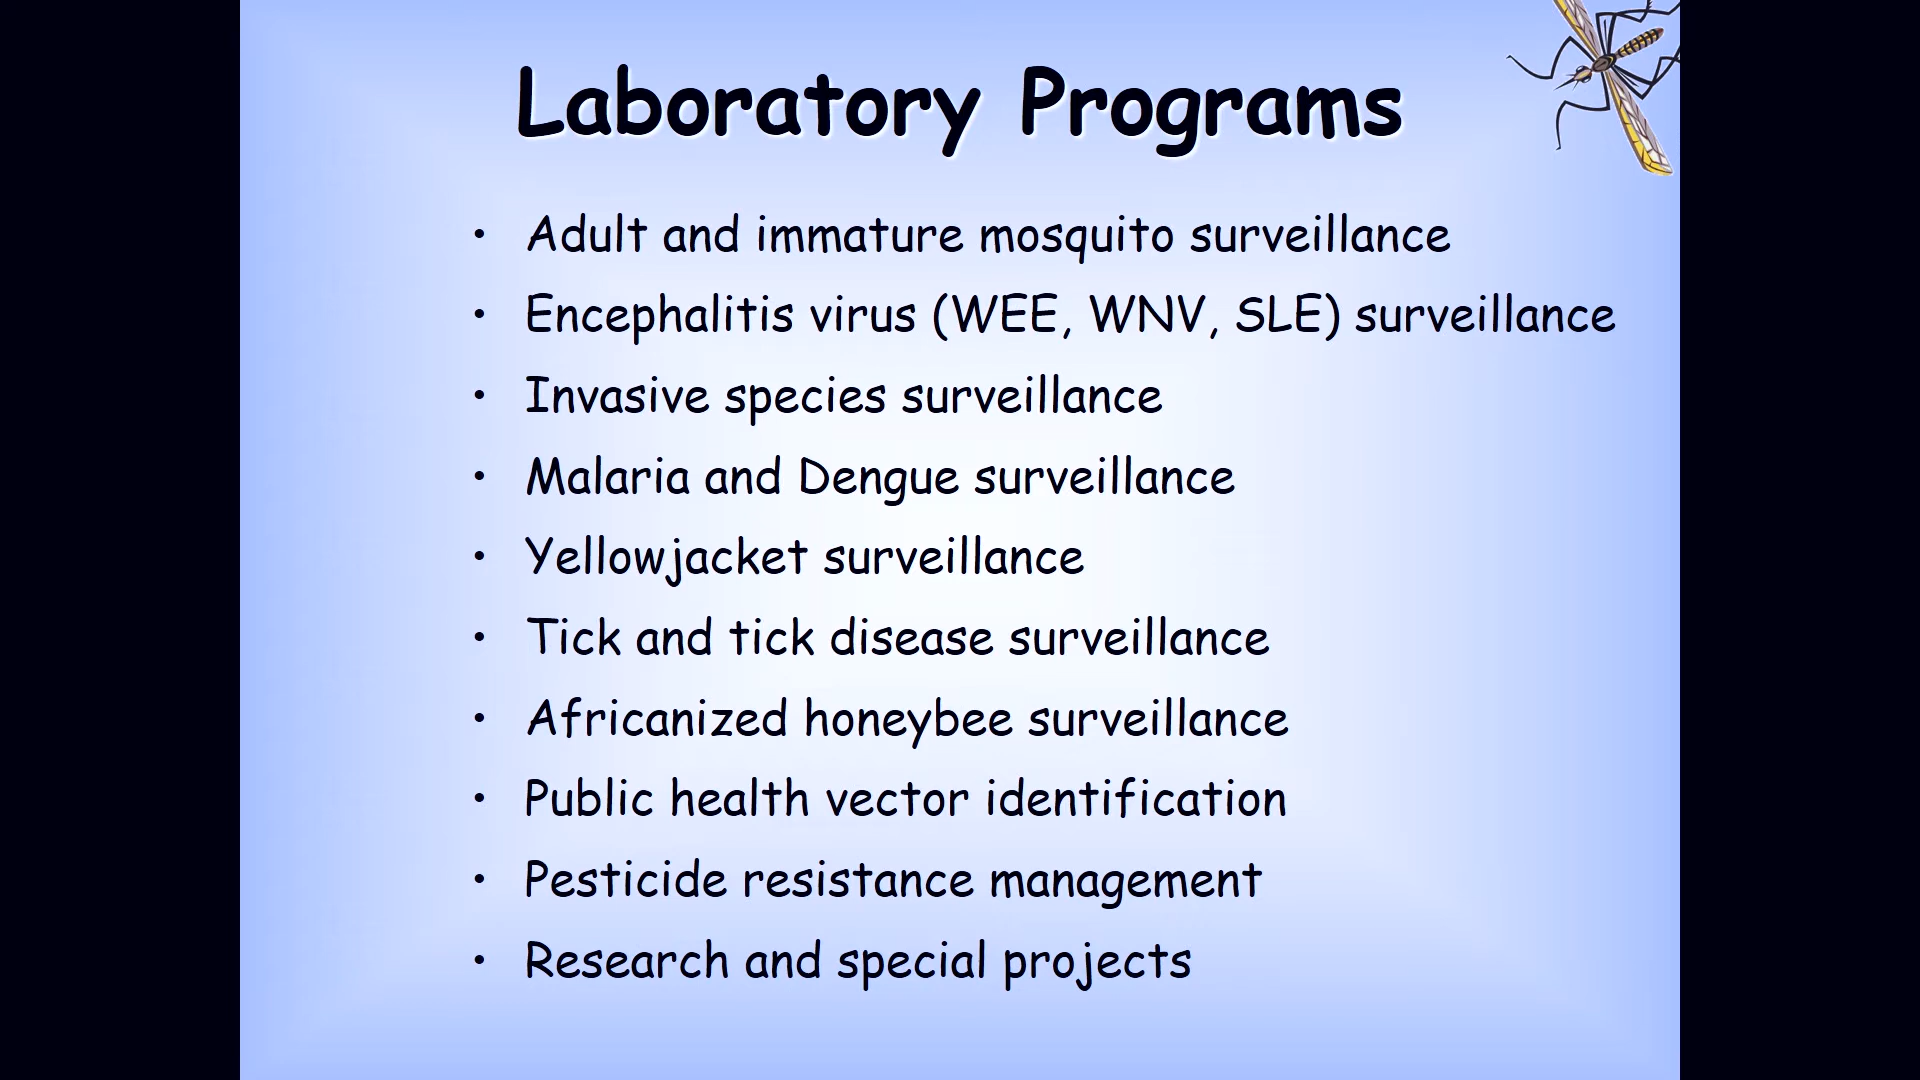 Laboratory Programs
• Adult and immature mosquito surveillance
• Encephalitis virus (WEE, WNV, SLE) surveillance
• Invasive species surveillance
• Malaria and Dengue surveillance
• Yellowjacket surveillance
• Tick and tick disease surveillance
• Africanized honeybee surveillance
• Public health vector identification
• Pesticide resistance management
• Research and special projects